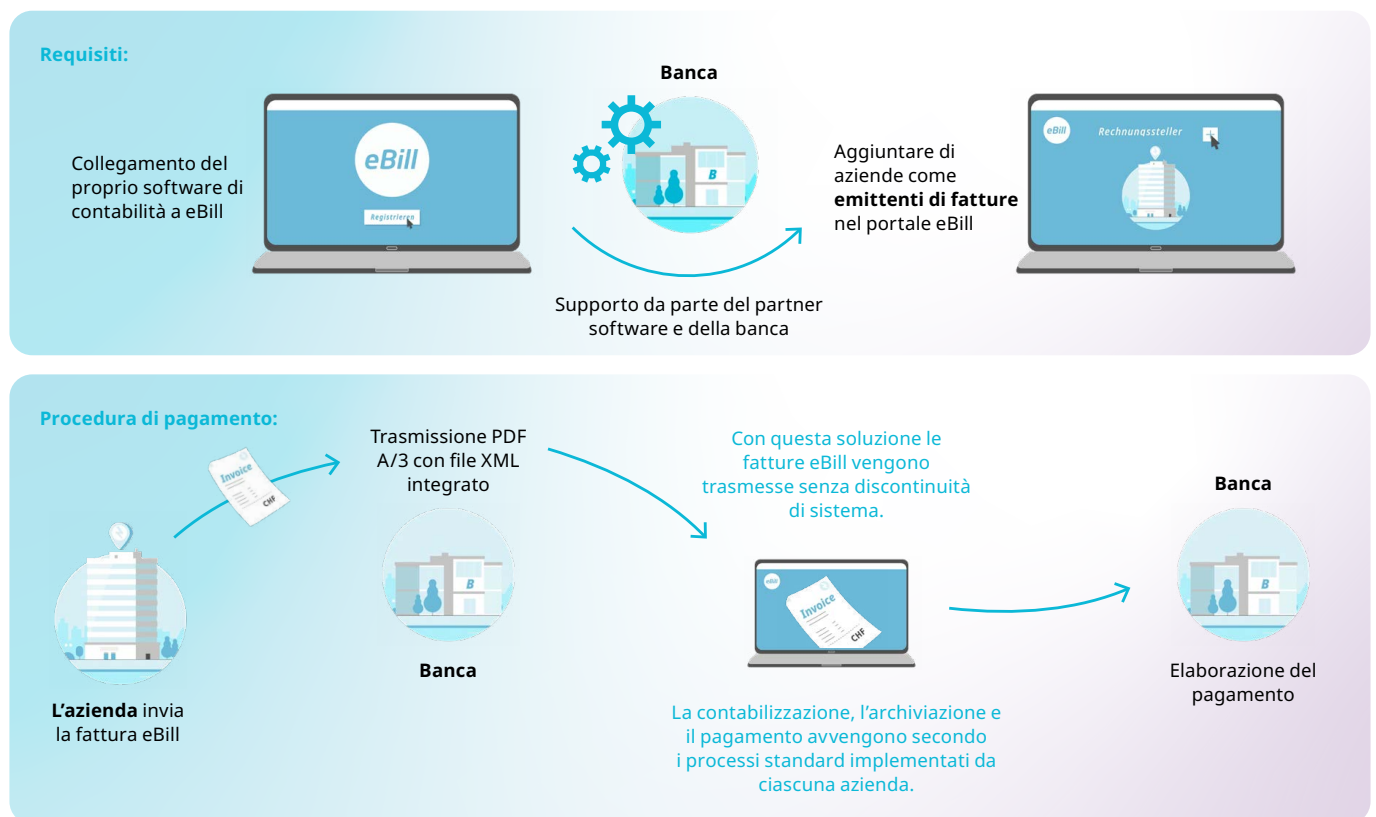 Requisiti:
Collegamento del
proprio software di
contabilità a eBill
eBill
Registrieren
Banca
B
Supporto da parte del partner
software e della banca
Aggiuntare di
aziende come
emittenti di fatture
nel portale eBill
eBill
Rechnungssteller
Procedura di pagamento:
L’azienda invia
la fattura eBill
Invoice
CHF
Trasmissione PDF
A/3 con file XML
integrato
B
Banca
Con questa soluzione le
fatture eBill vengono
trasmesse senza discontinuità
di sistema.
eBill
Invoice
CHF
La contabilizzazione, l’archiviazione e
il pagamento avvengono secondo
i processi standard implementati da
ciascuna azienda.
Banca
B
Elaborazione del
pagamento